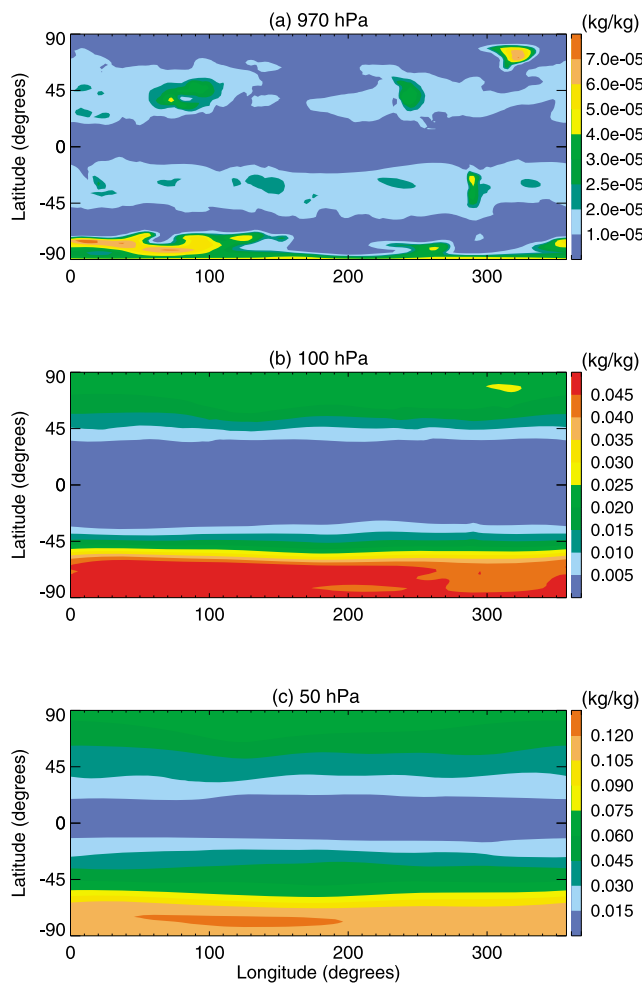 (a) 970 hPa
(kg/kg)
90
45
0
-45
-90
Latitude (degrees)
0
100
200
300
7.0e-05
6.0e-05
5.0e-05
4.0e-05
3.0e-05
2.5e-05
2.0e-05
1.0e-05
(b) 100 hPa
(kg/kg)
90
45
0
-45
-90
Latitude (degrees)
0
100
200
300
0.045
0.040
0.035
0.030
0.025
0.015
0.010
0.005
(c) 50 hPa
(kg/kg)
90
45
0
-45
-90
Latitude (degrees)
0
100
200
300
Longitude (degrees)
0.120
0.105
0.090
0.075
0.060
0.045
0.030
0.015